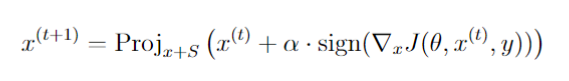 x^{(t+1)} = Proj_{x+S} (x^{(t)} + α · sign(∇_x J(θ, x^{(t)}, y)))